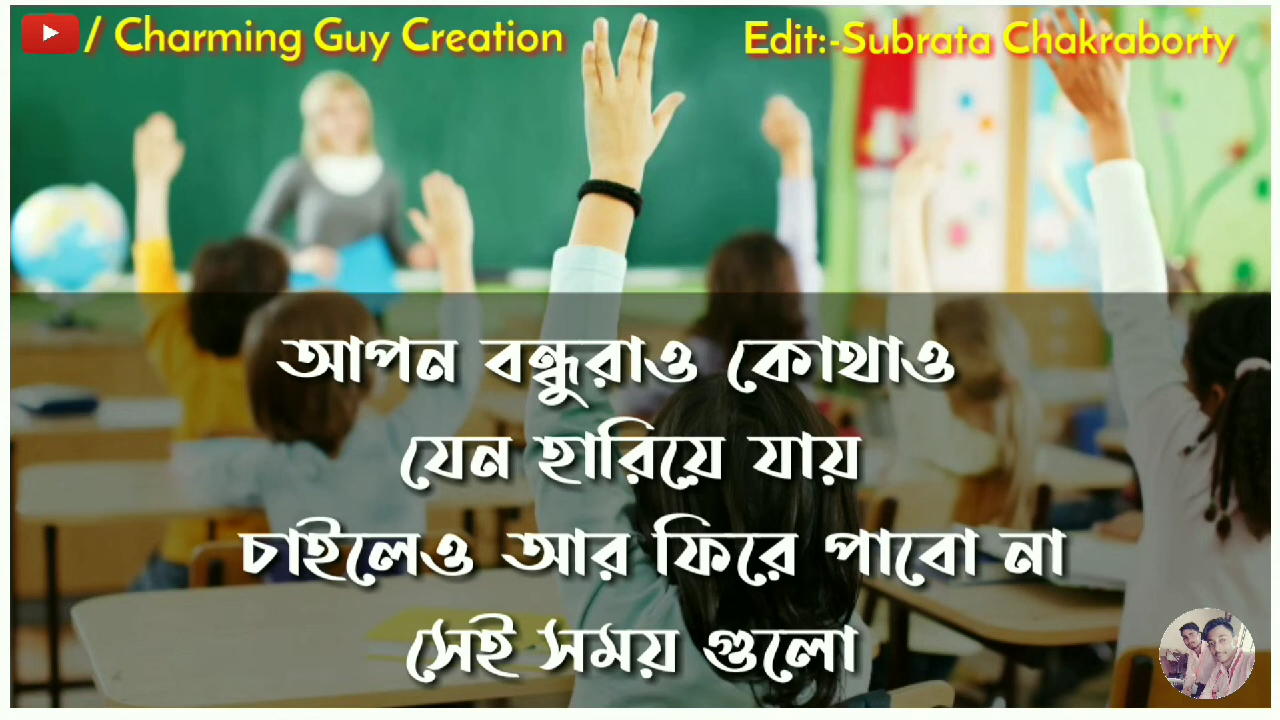 / Charming Guy Creation
Edit:-Subrata Chakraborty
আপন বন্ধুরাও কোথাও
যেন হারিয়ে যায়
চাইলেও আর ফিরে পাবো না
সেই সময় গুলো